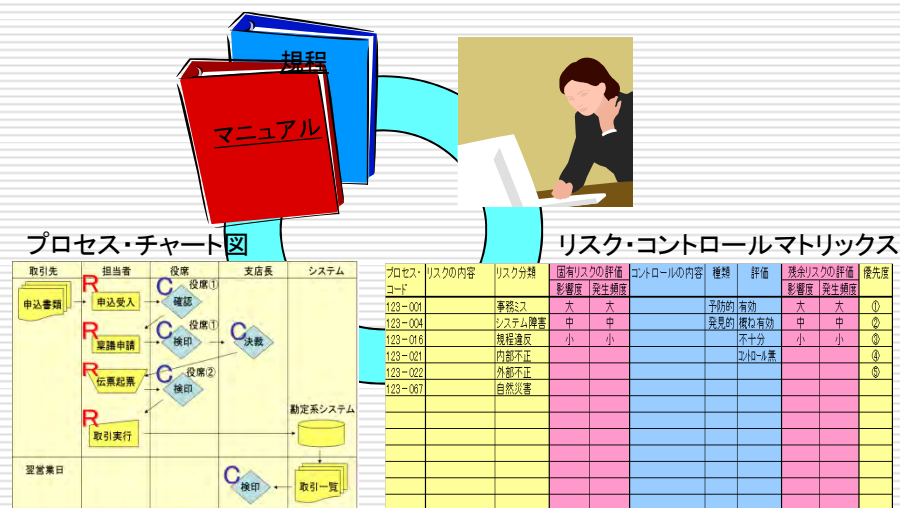 規程
マニュアル
プロセス・チャート図
リスク・コントロールマトリックス
取引先 担当者 役席 支店長 システム
申込書類 R 申込受入 C 役席① 確認
R 稟議申請 C 役席① 検印 C 決裁
R 伝票起票 C 役席② 検印
R 取引実行 勘定系システム
翌営業日 C 検印 取引一覧
プロセス・コード リスクの内容 リスク分類 固有リスクの評価 コントロールの内容 種類 評価 残余リスクの評価 優先度
影響度 発生頻度 影響度 発生頻度
123-001 事務ミス 大 大 予防的 有効 大 大 ①
123-004 システム障害 中 中 発見的 概ね有効 中 中 ②
123-016 規程違反 小 小 不十分 小 小 ③
123-021 内部不正 コントロール無 ④
123-022 外部不正 ⑤
123-067 自然災害